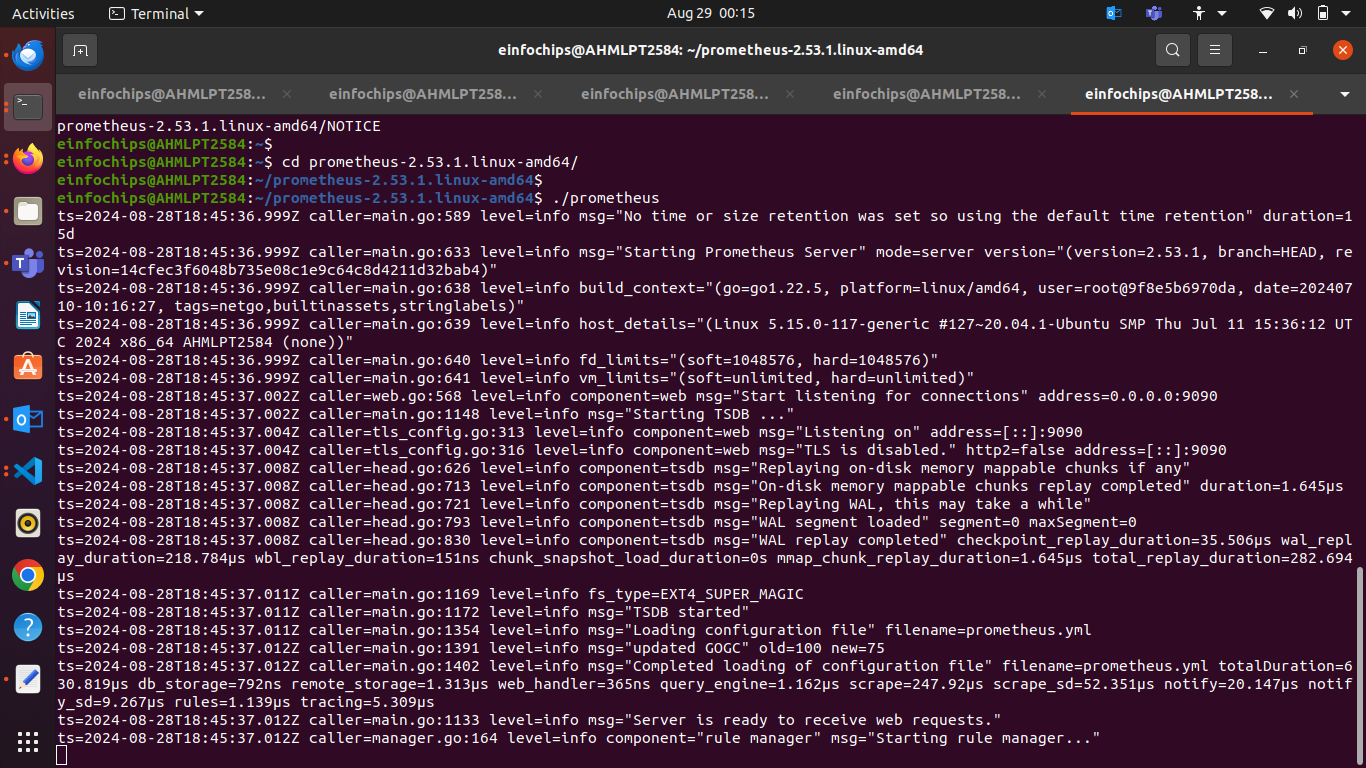 Activities
Terminal
Aug 29 00:15
einfochips@AHMLPT2584: ~/prometheus-2.53.1.linux-amd64
einfochips@AHMLPT258... einfochips@AHMLPT258... einfochips@AHMLPT258... einfochips@AHMLPT258... einfochips@AHMLPT258...
prometheus-2.53.1.linux-amd64/NOTICE
einfochips@AHMLPT2584:~$
einfochips@AHMLPT2584:~$ cd prometheus-2.53.1.linux-amd64/
einfochips@AHMLPT2584:~/prometheus-2.53.1.linux-amd64$
einfochips@AHMLPT2584:~/prometheus-2.53.1.linux-amd64$ ./prometheus
ts=2024-08-28T18:45:36.999Z caller=main.go:589 level=info msg="No time or size retention was set so using the default time retention" duration=1
5d
ts=2024-08-28T18:45:36.999Z caller=main.go:633 level=info msg="Starting Prometheus Server" mode=server version="(version=2.53.1, branch=HEAD, re
vision=14cfec3f6048b735e08c1e9c64c8d4211d32bab4)"
ts=2024-08-28T18:45:36.999Z caller=main.go:638 level=info build_context="(go=go1.22.5, platform=linux/amd64, user=root@9f8e5b6970da, date=202407
10-10:16:27, tags=netgo,builtinassets,stringlabels)"
ts=2024-08-28T18:45:36.999Z caller=main.go:639 level=info host_details="(Linux 5.15.0-117-generic #127~20.04.1-Ubuntu SMP Thu Jul 11 15:36:12 UT
C 2024 x86_64 AHMLPT2584 (none))"
ts=2024-08-28T18:45:36.999Z caller=main.go:640 level=info fd_limits="(soft=1048576, hard=1048576)"
ts=2024-08-28T18:45:36.999Z caller=main.go:641 level=info vm_limits="(soft=unlimited, hard=unlimited)"
ts=2024-08-28T18:45:37.002Z caller=web.go:568 level=info component=web msg="Start listening for connections" address=0.0.0.0:9090
ts=2024-08-28T18:45:37.002Z caller=main.go:1148 level=info msg="Starting TSDB ..."
ts=2024-08-28T18:45:37.004Z caller=tls_config.go:313 level=info component=web msg="Listening on" address=[::]:9090
ts=2024-08-28T18:45:37.004Z caller=tls_config.go:316 level=info component=web msg="TLS is disabled." http2=false address=[::]:9090
ts=2024-08-28T18:45:37.008Z caller=head.go:626 level=info component=tsdb msg="Replaying on-disk memory mappable chunks if any"
ts=2024-08-28T18:45:37.008Z caller=head.go:713 level=info component=tsdb msg="On-disk memory mappable chunks replay completed" duration=1.645µs
ts=2024-08-28T18:45:37.008Z caller=head.go:721 level=info component=tsdb msg="Replaying WAL, this may take a while"
ts=2024-08-28T18:45:37.008Z caller=head.go:793 level=info component=tsdb msg="WAL segment loaded" segment=0 maxSegment=0
ts=2024-08-28T18:45:37.008Z caller=head.go:830 level=info component=tsdb msg="WAL replay completed" checkpoint_replay_duration=35.506µs wal_repl
ay_duration=218.784µs wbl_replay_duration=151ns chunk_snapshot_load_duration=0s mmap_chunk_replay_duration=1.645µs total_replay_duration=282.694
µs
ts=2024-08-28T18:45:37.011Z caller=main.go:1169 level=info fs_type=EXT4_SUPER_MAGIC
ts=2024-08-28T18:45:37.011Z caller=main.go:1172 level=info msg="TSDB started"
ts=2024-08-28T18:45:37.011Z caller=main.go:1354 level=info msg="Loading configuration file" filename=prometheus.yml
ts=2024-08-28T18:45:37.012Z caller=main.go:1391 level=info msg="updated GOGC" old=100 new=75
ts=2024-08-28T18:45:37.012Z caller=main.go:1402 level=info msg="Completed loading of configuration file" filename=prometheus.yml totalDuration=6
30.819µs db_storage=792ns remote_storage=1.313µs web_handler=365ns query_engine=1.162µs scrape=247.92µs scrape_sd=52.351µs notify=20.147µs notif
y_sd=9.267µs rules=1.139µs tracing=5.309µs
ts=2024-08-28T18:45:37.012Z caller=main.go:1133 level=info msg="Server is ready to receive web requests."
ts=2024-08-28T18:45:37.012Z caller=manager.go:164 level=info component="rule manager" msg="Starting rule manager..."